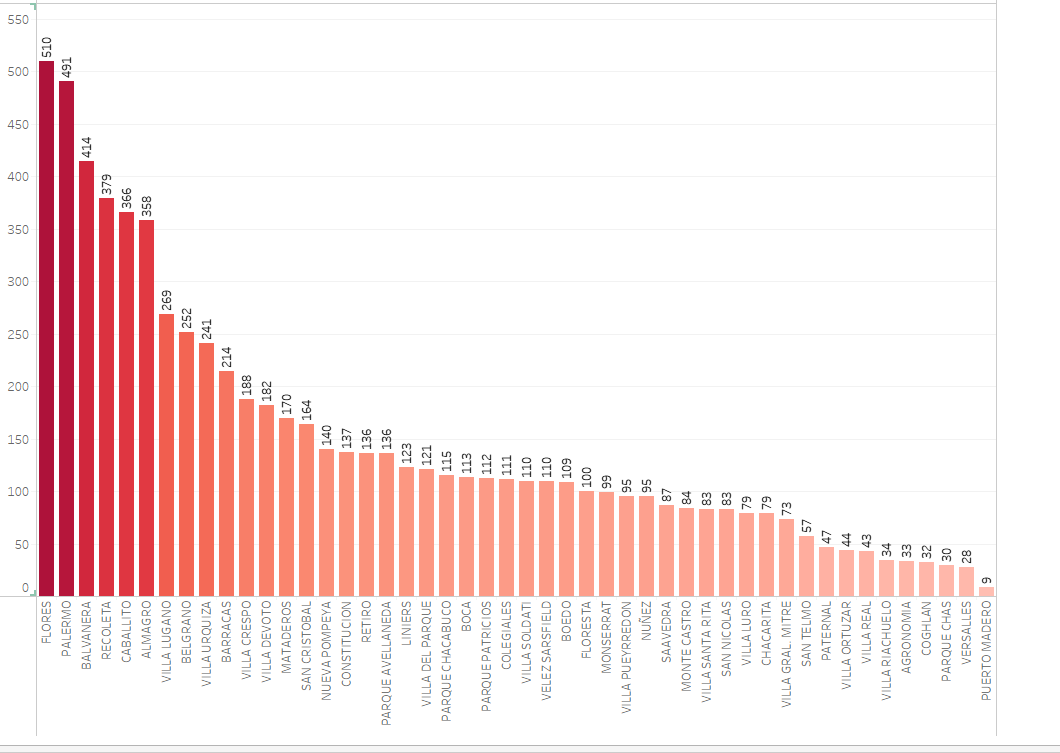 550
500
450
400
350
300
250
200
150
100
50
0
510
491
414
379
366
358
269
252
241
214
188
182
170
164
140
137
136
136
123
121
115
113
112
111
110
110
109
100
99
95
95
87
84
83
83
79
79
73
57
47
44
43
34
33
32
30
28
9
FLORES
PALERMO
BALVANERA
RECOLETA
CABALLITO
ALMAGRO
VILLA LUGANO
BELGRANO
VILLA URQUIZA
BARRACAS
VILLA CRESPO
VILLA DEVOTO
MATADEROS
SAN CRISTOBAL
NUEVA POMPEYA
CONSTITUCION
RETIRO
PARQUE AVELLANEDA
LINIERS
VILLA DEL PARQUE
PARQUE CHACABUCO
BOCA
PARQUE PATRICIOS
COLEGIALES
VILLA SOLDATI
VELEZ SARSFIELD
BOEDO
FLORESTA
MONSERRAT
VILLA PUEYRREDON
NUÑEZ
SAAVEDRA
MONTE CASTRO
VILLA SANTA RITA
SAN NICOLAS
VILLA LURO
CHACARITA
VILLA GRAL. MITRE
SAN TELMO
PATERNAL
VILLA ORTUZAR
VILLA REAL
VILLA RIACHUELO
AGRONOMIA
COGHLAN
PARQUE CHAS
VERSALLES
PUERTO MADERO